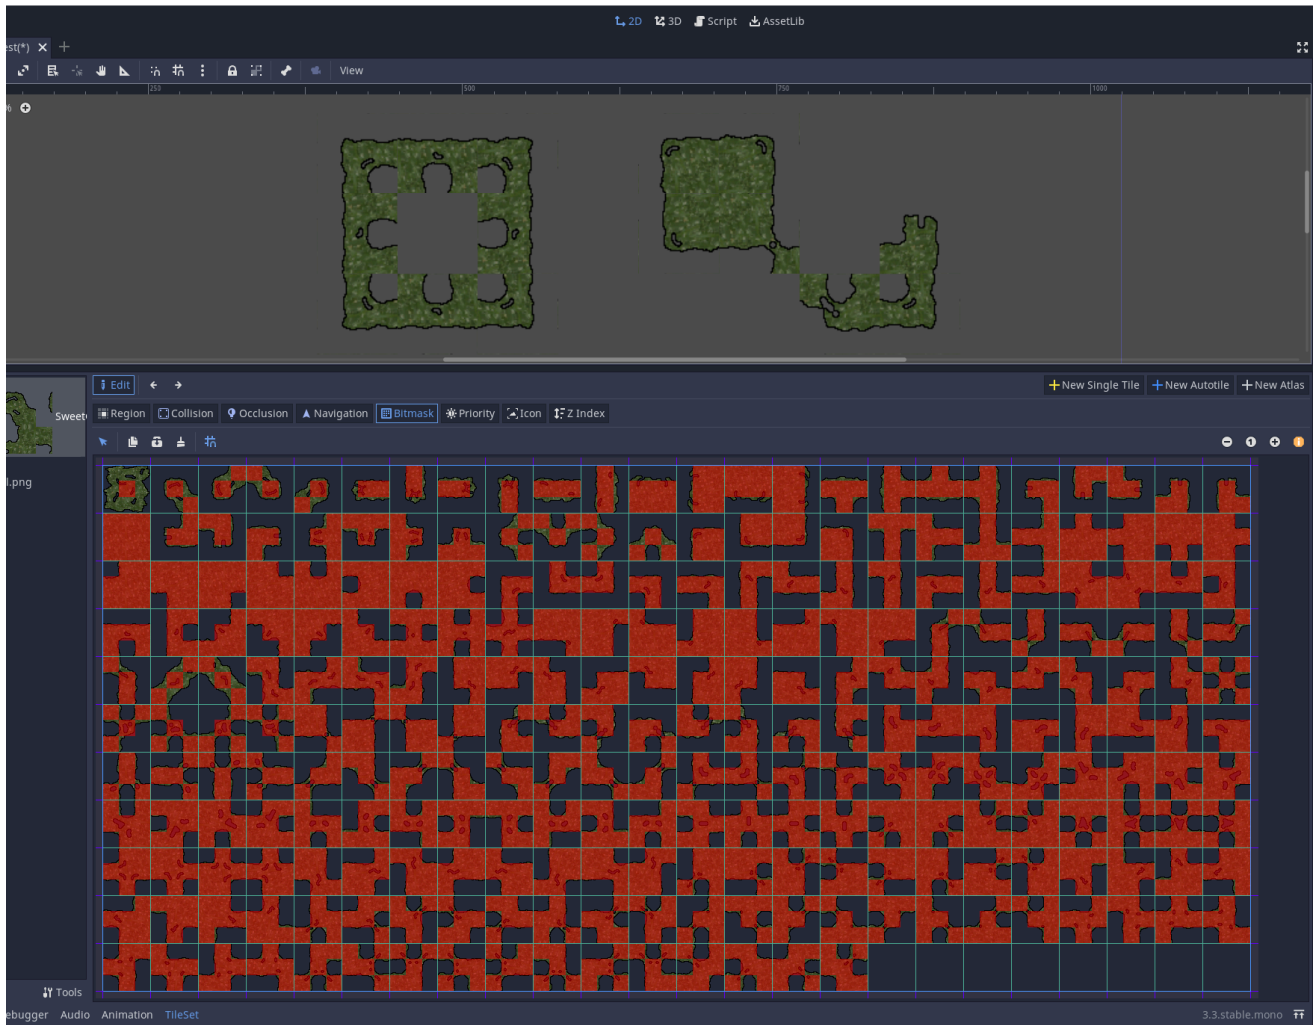 2D 3D Script AssetLib
est(*)
View
250 500 750 1000
%
Edit New Single Tile New Autotile New Atlas
Sweet
Region Collision Occlusion Navigation Bitmask Priority Icon Z Index
l.png
Tools
ebugger Audio Animation TileSet 3.3.stable.mono